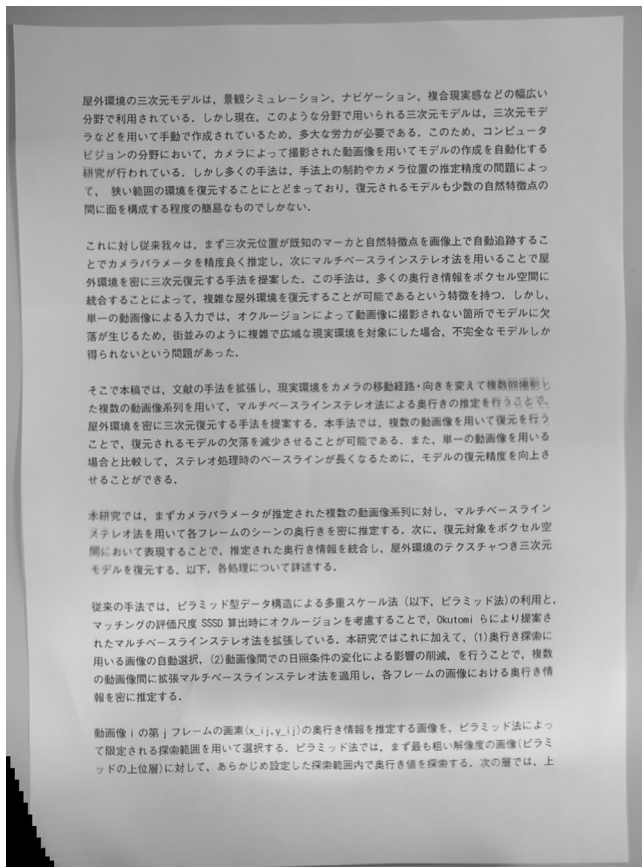 屋外環境の三次元モデルは、景観シミュレーション、ナビゲーション、複合現実感などの幅広い
分野で利用されている。しかし現在、このような分野で用いられる三次元モデルは、三次元モデ
ラなどを用いて手動で作成されているため、多大な労力が必要である。このため、コンピュータ
ビジョンの分野において、カメラによって撮影された動画像を用いてモデルの作成を自動化する
研究が行われている。しかし多くの手法は、手法上の制約やカメラ位置の推定精度の問題によっ
て、 狭い範囲の環境を復元することにとどまっており、復元されるモデルも少数の自然特徴点の
間に面を構成する程度の簡易なものでしかない。
これに対し従来我々は、まず三次元位置が既知のマーカと自然特徴点を画像上で自動追跡するこ
とでカメラパラメータを精度良く推定し、次にマルチベースラインステレオ法を用いることで屋
外環境を密に三次元復元する手法を提案した。この手法は、多くの奥行き情報をボクセル空間に
統合することによって、複雑な屋外環境を復元することが可能であるという特徴を持つ。しかし、
単一の動画像による入力では、オクルージョンによって動画像に撮影されない箇所でモデルに欠
落が生じるため、街並みのように複雑で広域な現実環境を対象にした場合、不完全なモデルしか
得られないという問題があった。
そこで本稿では、文献の手法を拡張し、現実環境をカメラの移動経路・向きを変えて複数回撮影し
た複数の動画像系列を用いて、マルチベースラインステレオ法による奥行きの推定を行うことで、
屋外環境を密に三次元復元する手法を提案する。本手法では、複数の動画像を用いて復元を行う
ことで、復元されるモデルの欠落を減少させることが可能である。また、単一の動画像を用いる
場合と比較して、ステレオ処理時のベースラインが長くなるために、モデルの復元精度を向上さ
せることができる。
本研究では、まずカメラパラメータが推定された複数の動画像系列に対し、マルチベースライン
ステレオ法を用いて各フレームのシーンの奥行きを密に推定する。次に、復元対象をボクセル空
間において表現することで、推定された奥行き情報を統合し、屋外環境のテクスチャつき三次元
モデルを復元する。以下、各処理について詳述する。
従来の手法では、ピラミッド型データ構造による多重スケール法（以下、ピラミッド法)の利用と、
マッチングの評価尺度 SSSD 算出時にオクルージョンを考慮することで、Okutomi らにより提案さ
れたマルチベースラインステレオ法を拡張している。本研究ではこれに加えて、(1)奥行き探索に
用いる画像の自動選択、(2)動画像間での日照条件の変化による影響の削減、を行うことで、複数
の動画像間に拡張マルチベースラインステレオ法を適用し、各フレームの画像における奥行き情
報を密に推定する。
動画像 i の第 j フレームの画素(x_ij,y_ij)の奥行き情報を推定する画像を、ピラミッド法によっ
て限定される探索範囲を用いて選択する。ピラミッド法では、まず最も粗い解像度の画像(ピラミ
ッドの上位層)に対して、あらかじめ設定した探索範囲内で奥行き値を探索する。次の層では、上